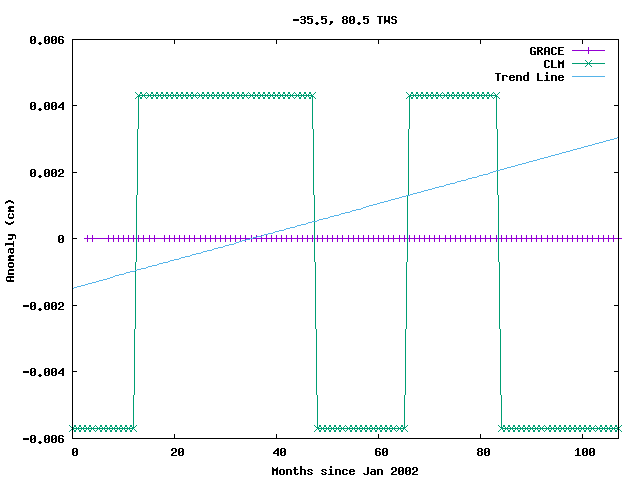 -35.5, 80.5 TWS
GRACE
CLM
Trend Line
0.006
0.004
0.002
0
-0.002
-0.004
-0.006
Anomaly (cm)
0 20 40 60 80 100
Months since Jan 2002